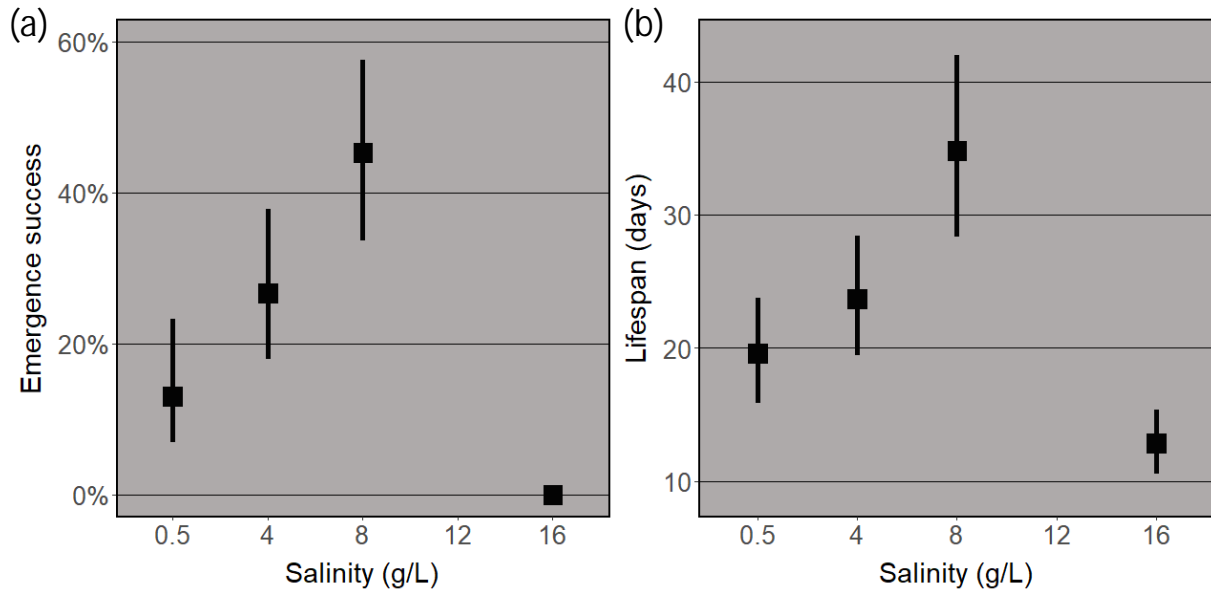 (a)
60%
40%
20%
0%
Emergence success
0.5 4 8 12 16
Salinity (g/L)
(b)
40
30
20
10
Lifespan (days)
0.5 4 8 12 16
Salinity (g/L)